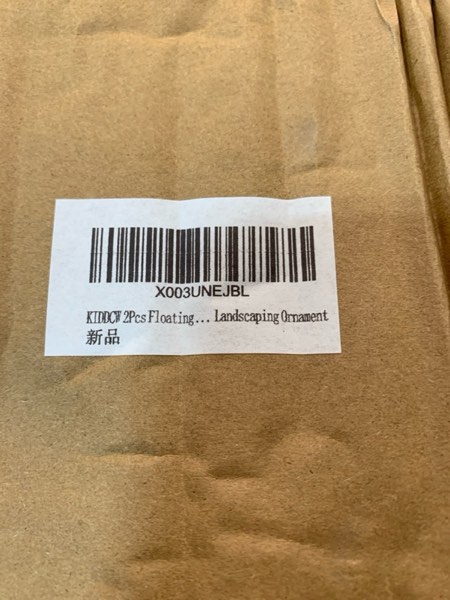 X003UNEJBL
KIDDCW 2Pcs Floating... Landscaping Ornament
新品